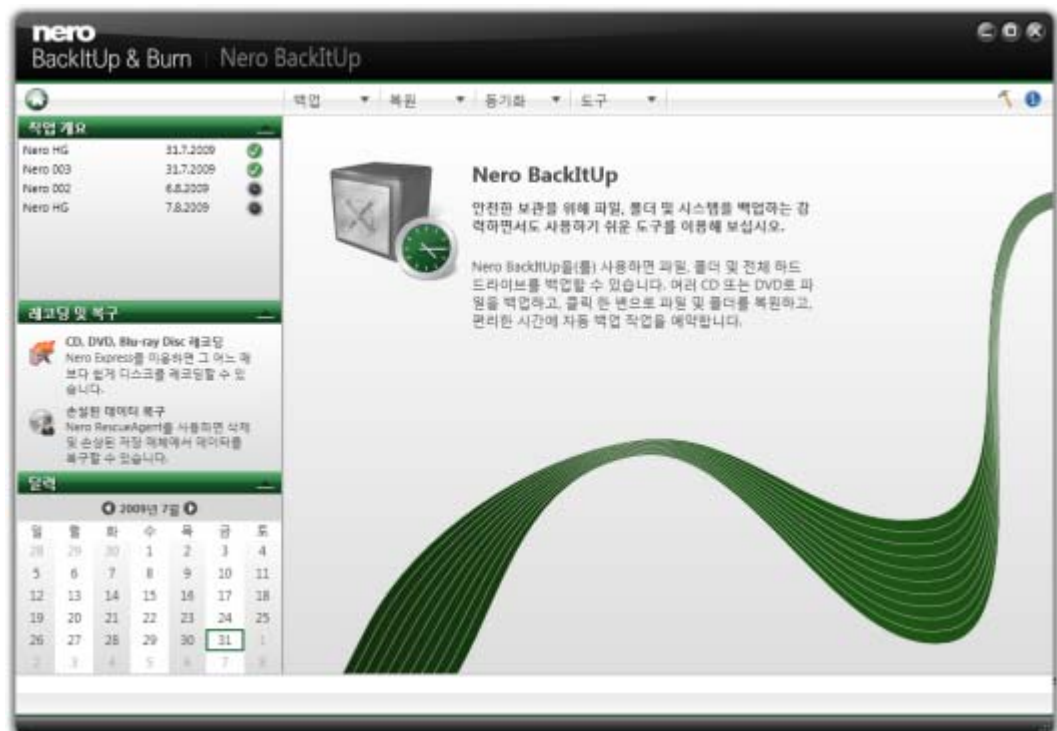 nero
BackItUp & Burn | Nero BackItUp
백업 복원 동기화 도구
작업 개요
Nero HG 31.7.2009
Nero 003 31.7.2009
Nero 002 6.8.2009
Nero HG 7.8.2009
Nero BackItUp
안전한 보관을 위해 파일, 폴더 및 시스템을 백업하는 강
력하면서도 사용하기 쉬운 도구를 이용해 보십시오.
Nero BackItUp을(를) 사용하면 파일, 폴더 및 전체 하드
드라이브를 백업할 수 있습니다. 여러 CD 또는 DVD로 파
일을 백업하고, 클릭 한 번으로 파일 및 폴더를 복원하고,
편리한 시간에 자동 백업 작업을 예약합니다.
레코딩 및 복구
CD, DVD, Blu-ray Disc 레코딩
Nero Express를 이용하면 그 어느 때
보다 쉽게 디스크를 레코딩할 수 있
습니다.
손실된 데이터 복구
Nero RescueAgent를 사용하면 삭제
및 손상된 저장 매체에서 데이터를
복구할 수 있습니다.
달력
2009년 7월
일 월 화 수 목 금 토
28 29 30 1 2 3 4
5 6 7 8 9 10 11
12 13 14 15 16 17 18
19 20 21 22 23 24 25
26 27 28 29 30 31 1
2 3 4 5 6 7 8